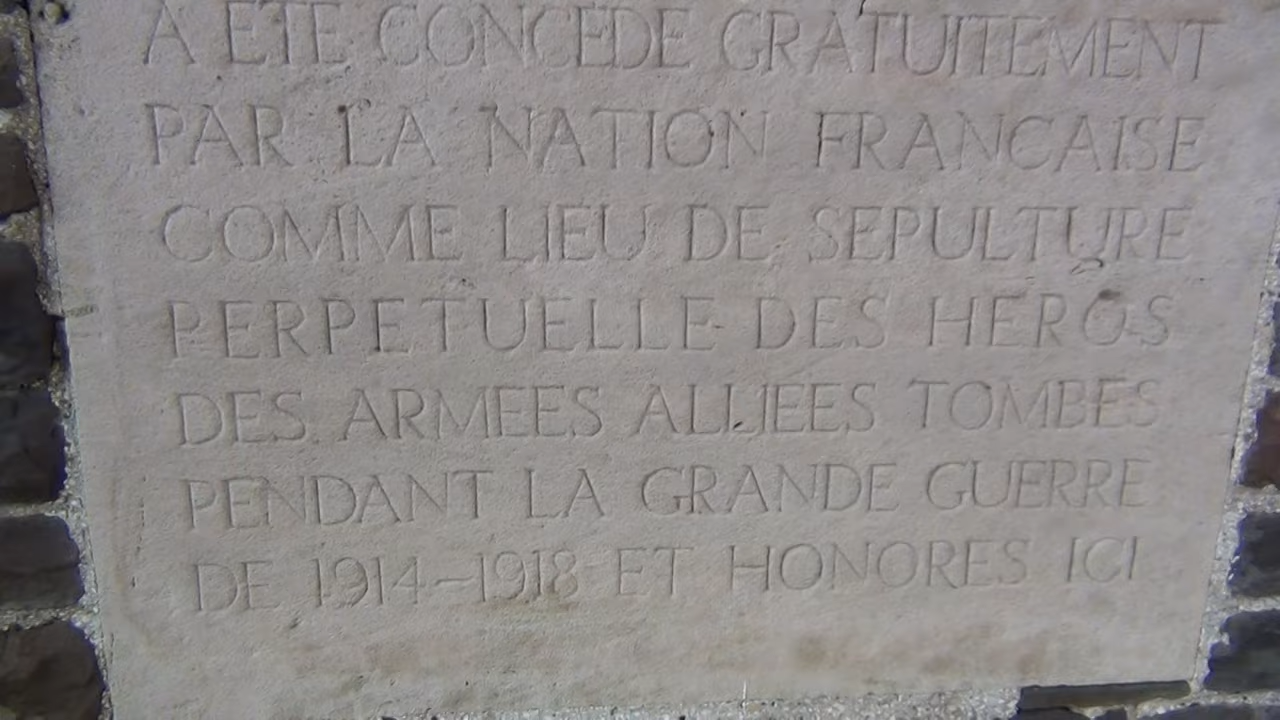 A ETE CONCEDE GRATUITEMENT
PAR LA NATION FRANCAISE
COMME LIEU DE SEPULTURE
PERPETUELLE DES HEROS
DES ARMEES ALLIEES TOMBES
PENDANT LA GRANDE GUERRE
DE 1914-1918 ET HONORES ICI